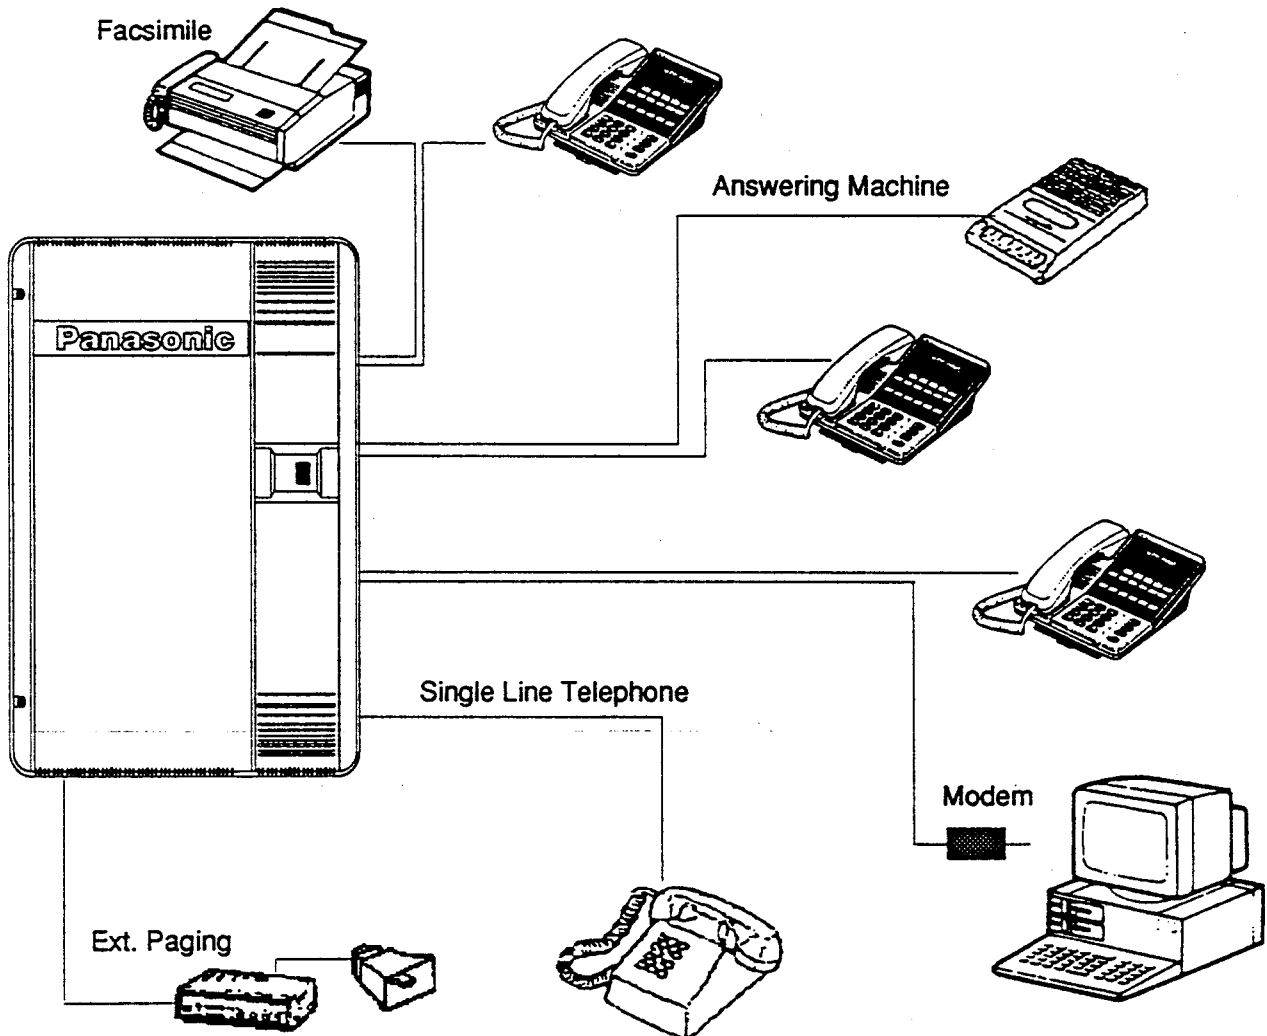 Facsimile
Answering Machine
Panasonic
Single Line Telephone
Modem
Ext. Paging